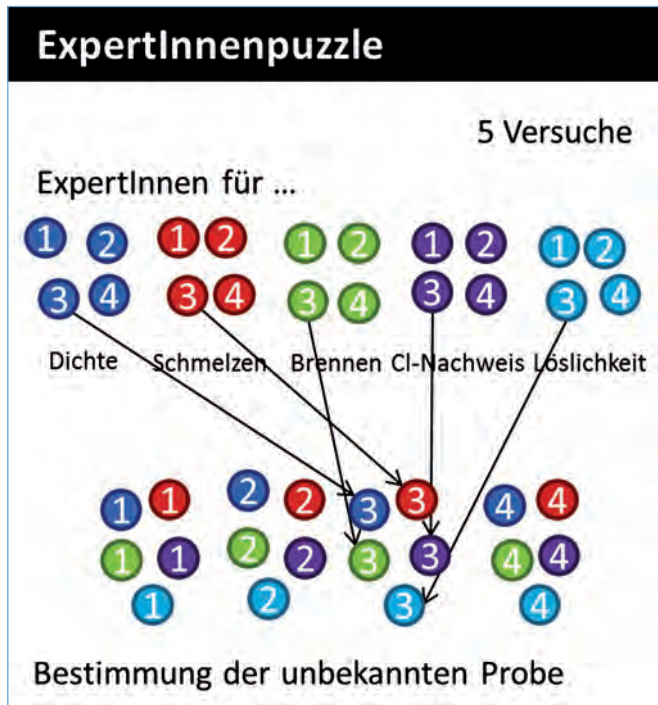 ExpertInnenpuzzle
5 Versuche
ExpertInnen für ...
1 2 1 2 1 2 1 2 1 2
3 4 3 4 3 4 3 4 3 4
Dichte Schmelzen Brennen Cl-Nachweis Löslichkeit
1 1 2 2 3 3 4 4
1 1 2 2 3 3 4 4
1 2 3 4
Bestimmung der unbekannten Probe